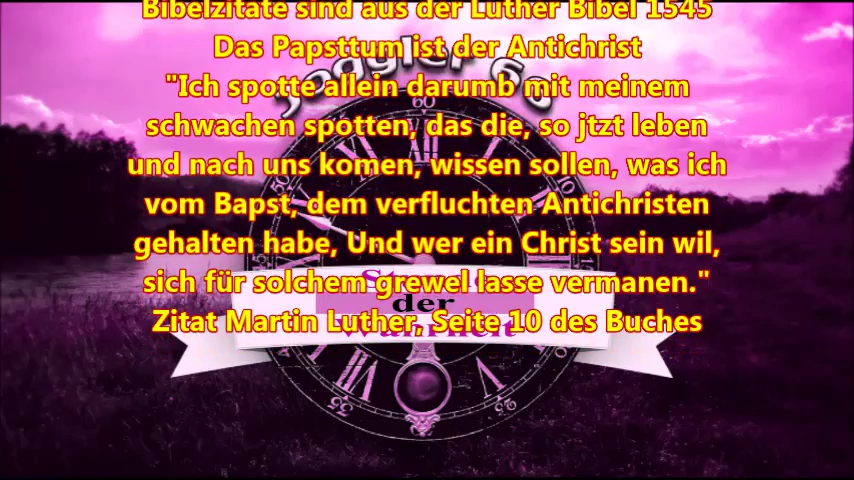 Bibelzitate sind aus der Luther Bibel 1545
Das Papsttum ist der Antichrist
"Ich spotte allein darumb mit meinem
schwachen spotten, das die, so jtzt leben
und nach uns komen, wissen sollen, was ich
vom Bapst, dem verfluchten Antichristen
gehalten habe, Und wer ein Christ sein wil,
sich für solchem grewel lasse vermanen."
Zitat Martin Luther, Seite 10 des Buches
der
60